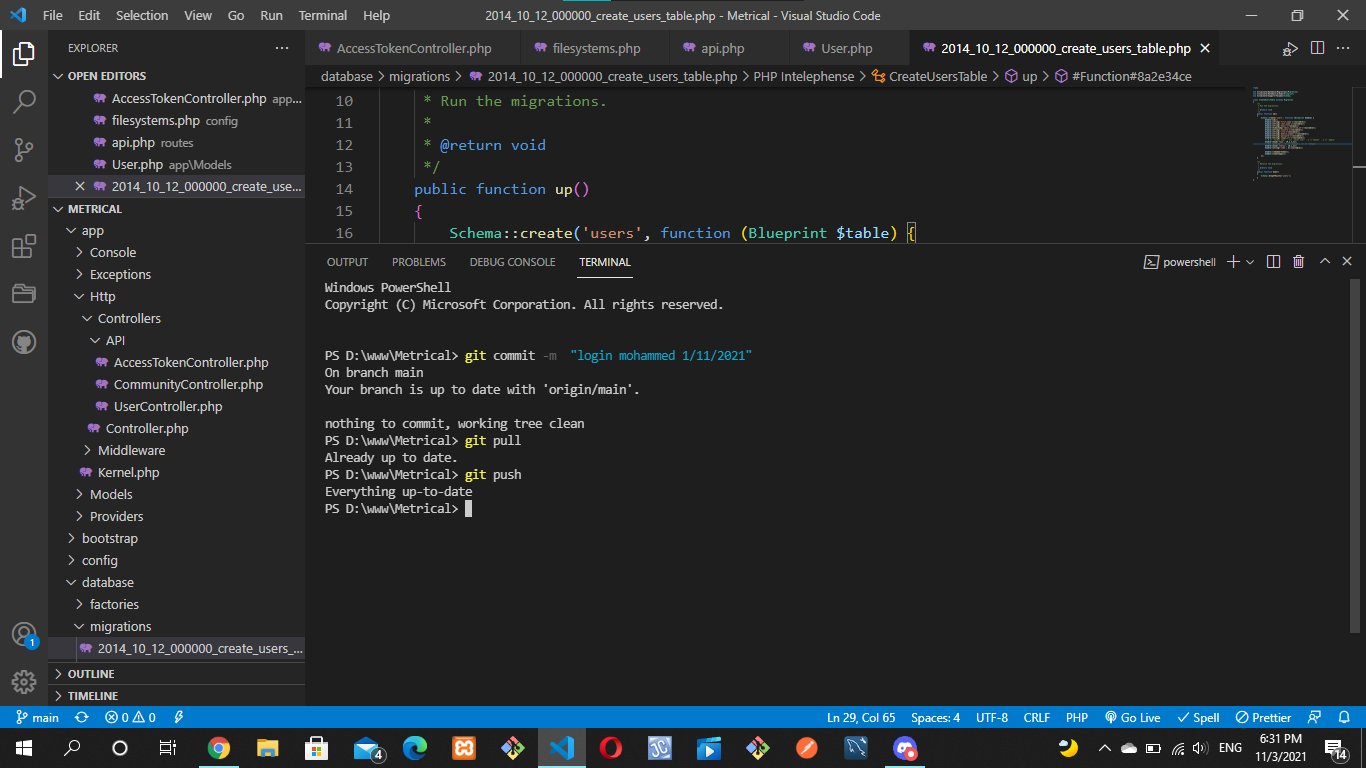 File Edit Selection View Go Run Terminal Help 2014_10_12_000000_create_users_table.php - Metrical - Visual Studio Code
EXPLORER
AccessTokenController.php filesystems.php api.php User.php 2014_10_12_000000_create_users_table.php
database > migrations > 2014_10_12_000000_create_users_table.php > PHP Intelephense > CreateUsersTable > up > #Function#8a2e34ce
OPEN EDITORS
AccessTokenController.php app...
filesystems.php config
api.php routes
User.php app\Models
2014_10_12_000000_create_use...
METRICAL
app
Console
Exceptions
Http
Controllers
API
AccessTokenController.php
CommunityController.php
UserController.php
Controller.php
Middleware
Kernel.php
Models
Providers
bootstrap
config
database
factories
migrations
2014_10_12_000000_create_users_...
OUTLINE
TIMELINE
10 * Run the migrations.
11 *
12 * @return void
13 */
14 public function up()
15 {
16 Schema::create('users', function (Blueprint $table) {
OUTPUT PROBLEMS DEBUG CONSOLE TERMINAL powershell
Windows PowerShell
Copyright (C) Microsoft Corporation. All rights reserved.
PS D:\www\Metrical> git commit -m  "login mohammed 1/11/2021"
On branch main
Your branch is up to date with 'origin/main'.
nothing to commit, working tree clean
PS D:\www\Metrical> git pull
Already up to date.
PS D:\www\Metrical> git push
Everything up-to-date
PS D:\www\Metrical>
1
main 0 0 Ln 29, Col 65 Spaces: 4 UTF-8 CRLF PHP Go Live Spell Prettier
4 ENG 6:31 PM
11/3/2021 14